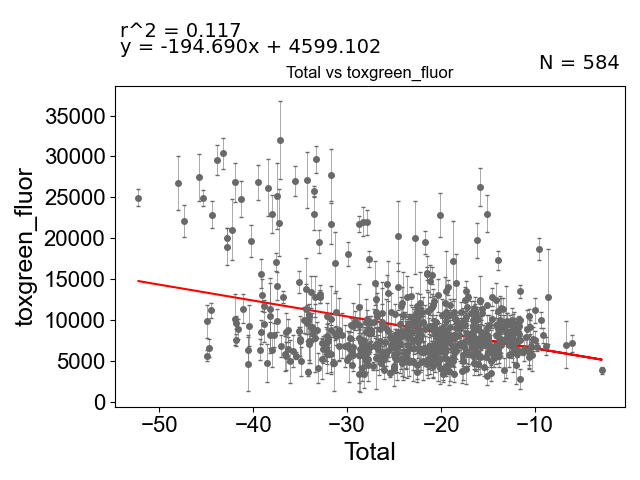 r^2 = 0.117
y = -194.690x + 4599.102
N = 584
Total vs toxgreen_fluor
35000
30000
25000
20000
15000
10000
5000
0
toxgreen_fluor
−50
−40
−30
−20
−10
Total